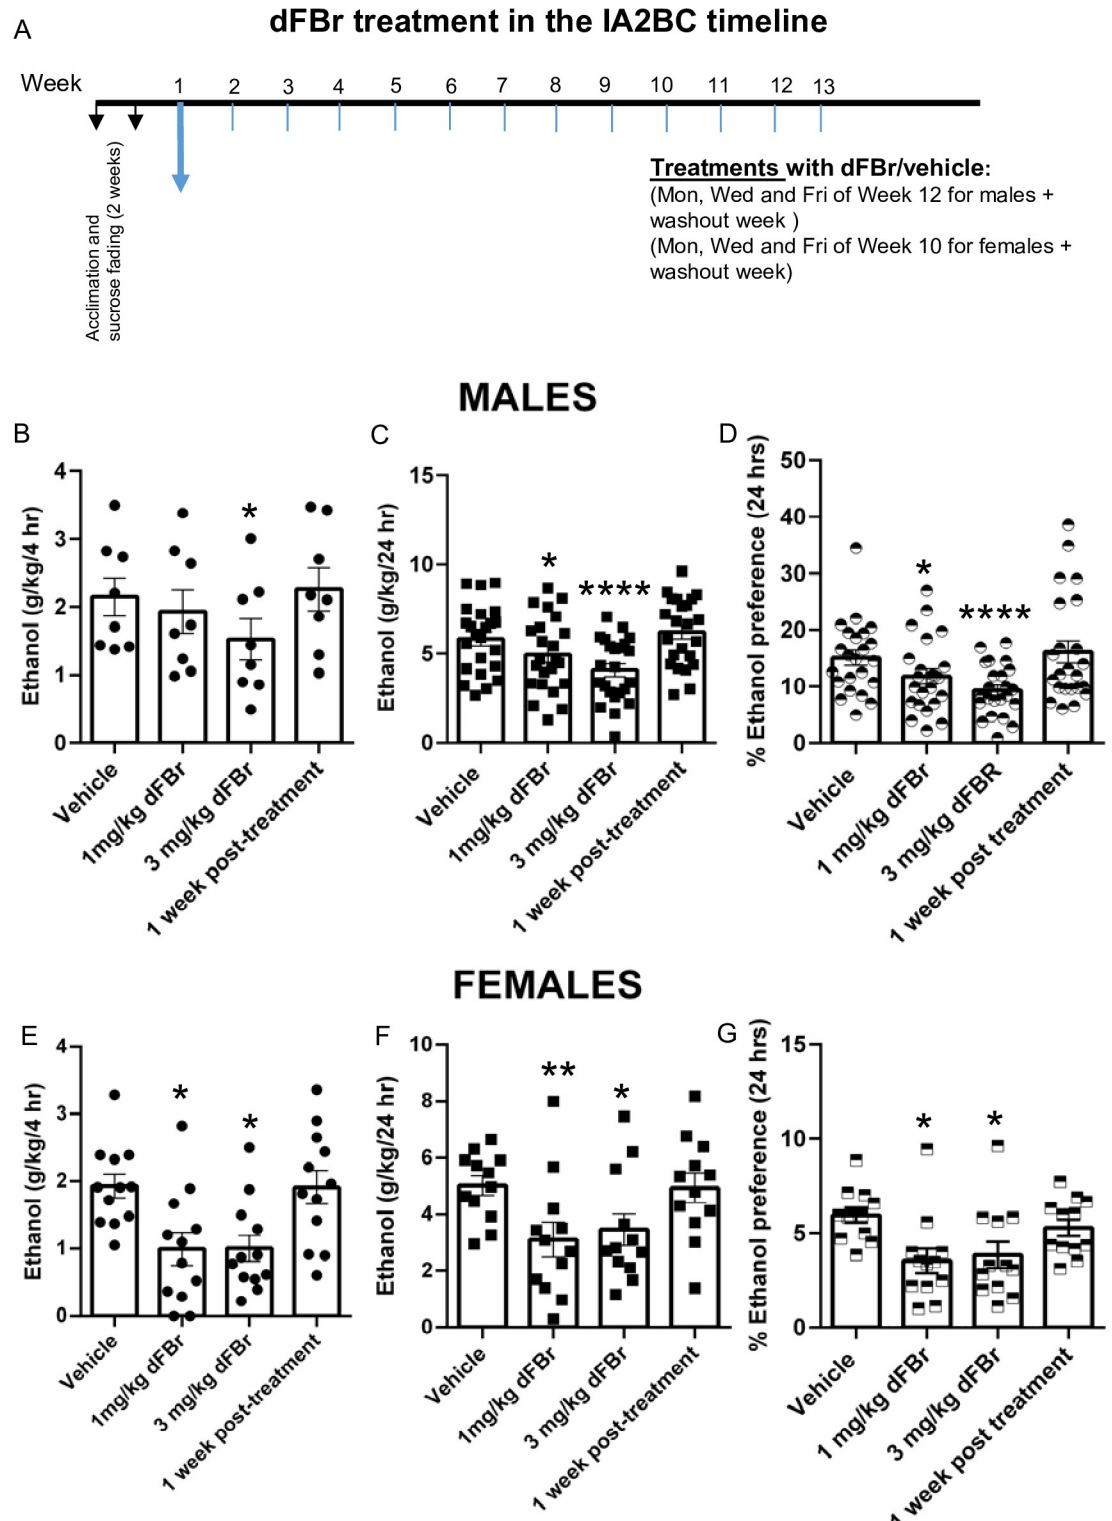 A
dFBr treatment in the IA2BC timeline
Week 1 2 3 4 5 6 7 8 9 10 11 12 13
Acclimation and
sucrose fading (2 weeks)
Treatments with dFBr/vehicle:
(Mon, Wed and Fri of Week 12 for males +
washout week )
(Mon, Wed and Fri of Week 10 for females +
washout week)
MALES
B
Ethanol (g/kg/4 hr)
4
3
2
1
0
*
Vehicle
1mg/kg dFBr
3 mg/kg dFBr
1 week post-treatment
C
Ethanol (g/kg/24 hr)
15
10
5
0
*
****
Vehicle
1mg/kg dFBr
3 mg/kg dFBr
1 week post-treatment
D
% Ethanol preference (24 hrs)
50
40
30
20
10
0
*
****
Vehicle
1 mg/kg dFBr
3 mg/kg dFBR
1 week post treatment
FEMALES
E
Ethanol (g/kg/4 hr)
4
3
2
1
0
*
*
Vehicle
1mg/kg dFBr
3 mg/kg dFBr
1 week post-treatment
F
Ethanol (g/kg/24 hr)
10
8
6
4
2
0
**
*
Vehicle
1mg/kg dFBr
3 mg/kg dFBr
1 week post-treatment
G
% Ethanol preference (24 hrs)
15
10
5
0
*
*
Vehicle
1 mg/kg dFBr
3 mg/kg dFBr
1 week post treatment